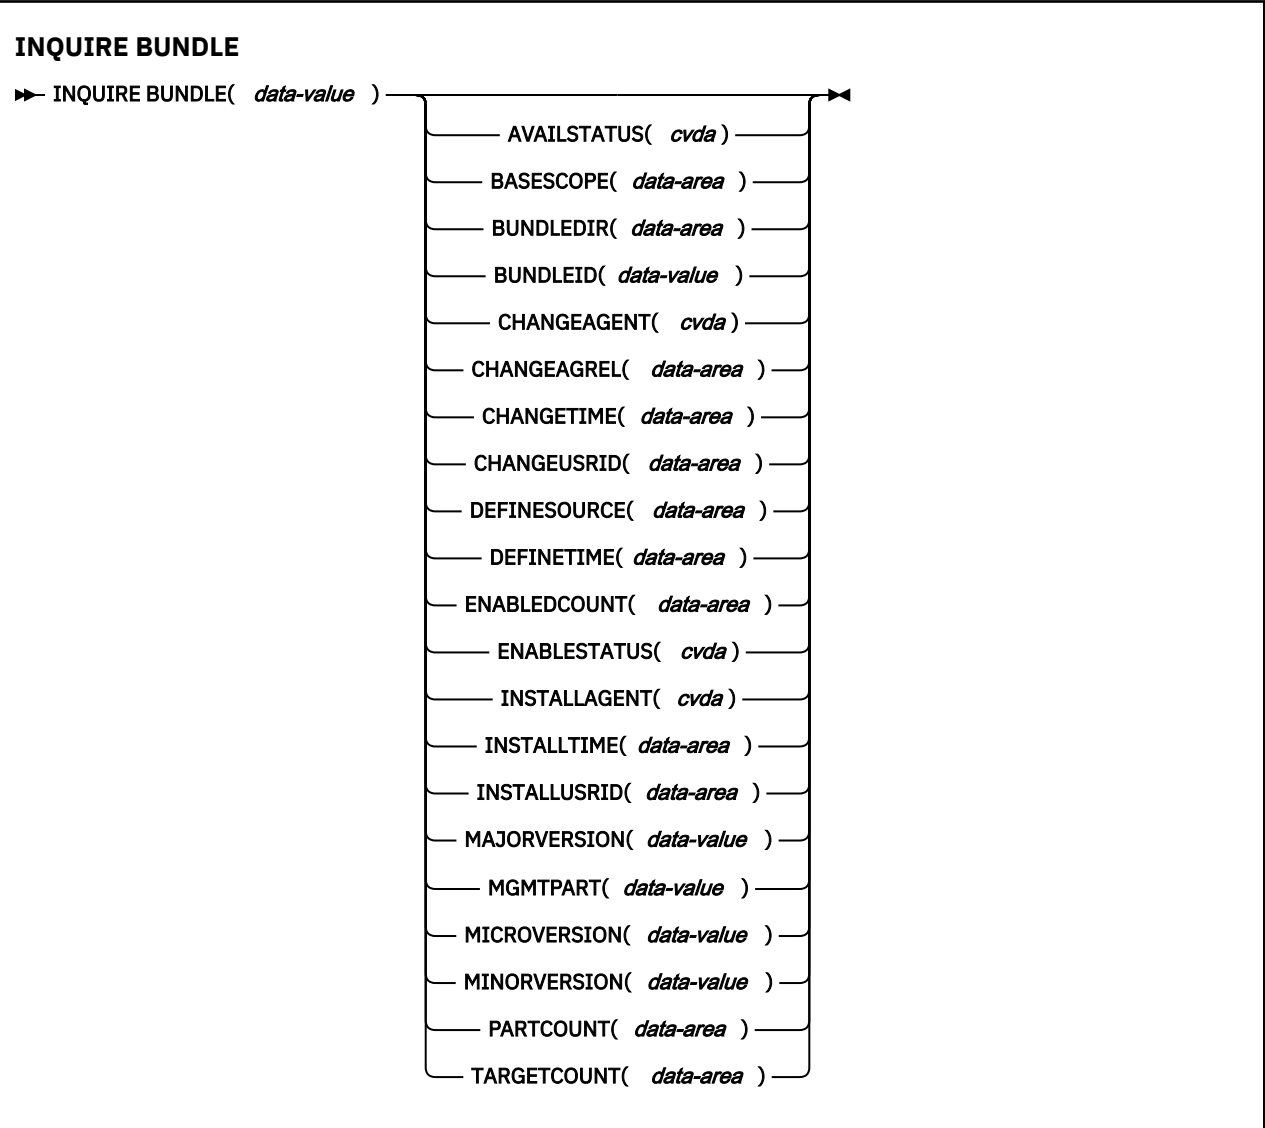 INQUIRE BUNDLE
INQUIRE BUNDLE( data-value )
AVAILSTATUS( cvda )
BASESCOPE( data-area )
BUNDLEDIR( data-area )
BUNDLEID( data-value )
CHANGEAGENT( cvda )
CHANGEAGREL( data-area )
CHANGETIME( data-area )
CHANGEUSRID( data-area )
DEFINESOURCE( data-area )
DEFINETIME( data-area )
ENABLEDCOUNT( data-area )
ENABLESTATUS( cvda )
INSTALLAGENT( cvda )
INSTALLTIME( data-area )
INSTALLUSRID( data-area )
MAJORVERSION( data-value )
MGMTPART( data-value )
MICROVERSION( data-value )
MINORVERSION( data-value )
PARTCOUNT( data-area )
TARGETCOUNT( data-area )